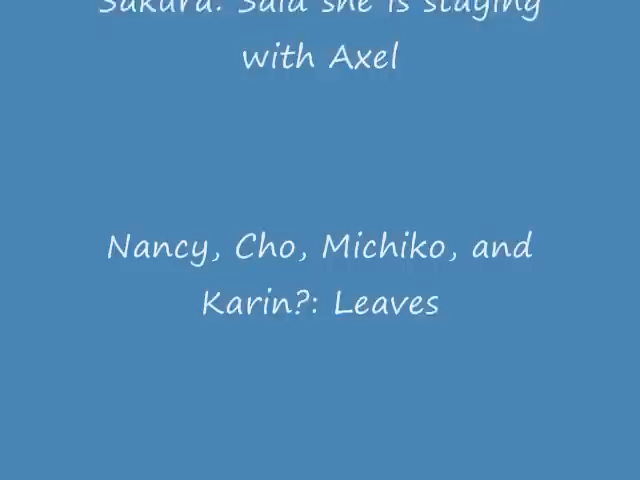 Sakura: Said she is staying
with Axel
Nancy, Cho, Michiko, and
Karin?: Leaves